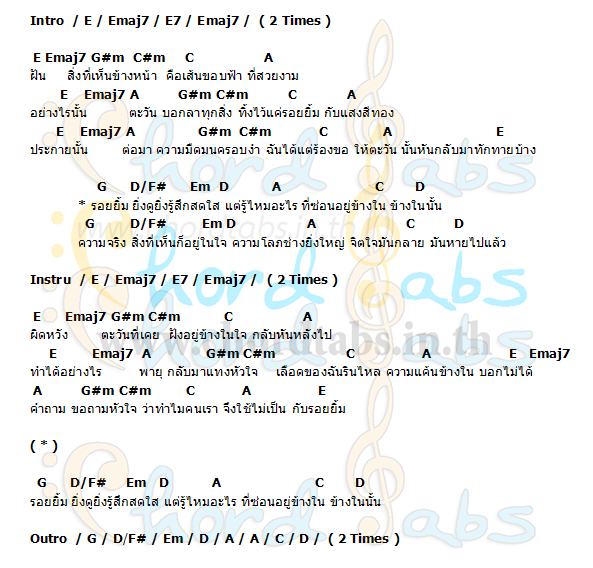 Intro / E / Emaj7 / E7 / Emaj7 / ( 2 Times )
E Emaj7 G#m C#m C A
ฝัน สิ่งที่เห็นข้างหน้า คือเส้นขอบฟ้า ที่สวยงาม
E Emaj7 A G#m C#m C A
อย่างไรนั้น ตะวัน บอกลาทุกสิ่ง ทิ้งไว้แค่รอยยิ้ม กับแสงสีทอง
E Emaj7 A G#m C#m C A E
ประกายนั้น ต่อมา ความมืดมนครอบงำ ฉันได้แต่ร้องขอ ให้ตะวัน นั้นหันกลับมาทักทายบ้าง
G D/F# Em D A C D
* รอยยิ้ม ยิ่งดูยิ่งรู้สึกสดใส แต่รู้ไหมอะไร ที่ซ่อนอยู่ข้างใน ข้างในนั้น
G D/F# Em D A C D
ความจริง สิ่งที่เห็นก็อยู่ในใจ ความโลภช่างยิ่งใหญ่ จิตใจมันกลาย มันหายไปแล้ว
Instru / E / Emaj7 / E7 / Emaj7 / ( 2 Times )
E Emaj7 G#m C#m C A
ผิดหวัง ตะวันที่เคย ฝังอยู่ข้างในใจ กลับหันหลังไป
E Emaj7 A G#m C#m C A E Emaj7
ทำได้อย่างไร พายุ กลับมาแทงหัวใจ เลือดของฉันรินไหล ความแค้นข้างใน บอกไม่ได้
A G#m C#m C A E
คำถาม ขอถามหัวใจ ว่าทำไมคนเรา จึงใช้ไม่เป็น กับรอยยิ้ม
( * )
G D/F# Em D A C D
รอยยิ้ม ยิ่งดูยิ่งรู้สึกสดใส แต่รู้ไหมอะไร ที่ซ่อนอยู่ข้างใน ข้างในนั้น
Outro / G / D/F# / Em / D / A / A / C / D / ( 2 Times )